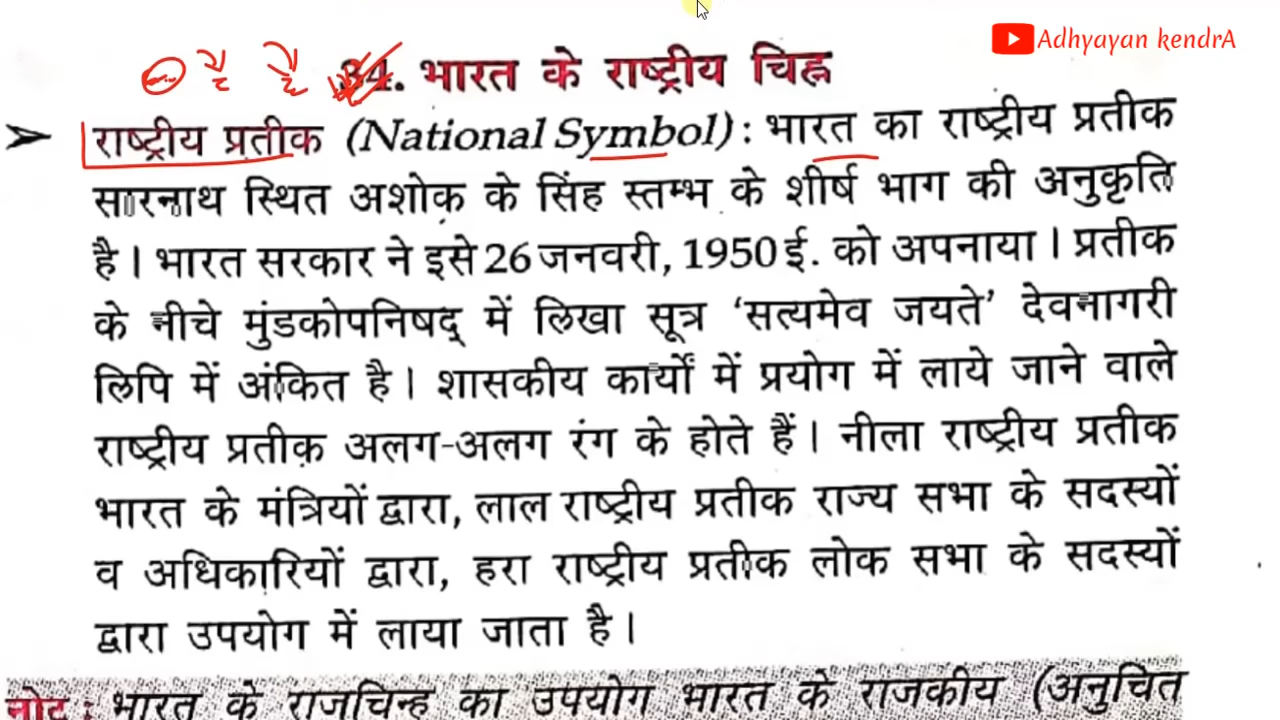 Adhyayan kendrA
34. भारत के राष्ट्रीय चिह्न
राष्ट्रीय प्रतीक (National Symbol) : भारत का राष्ट्रीय प्रतीक
सारनाथ स्थित अशोक के सिंह स्तम्भ के शीर्ष भाग की अनुकृति
है। भारत सरकार ने इसे 26 जनवरी, 1950 ई. को अपनाया। प्रतीक
के नीचे मुंडकोपनिषद् में लिखा सूत्र ‘सत्यमेव जयते’ देवनागरी
लिपि में अंकित है। शासकीय कार्यों में प्रयोग में लाये जाने वाले
राष्ट्रीय प्रतीक अलग-अलग रंग के होते हैं। नीला राष्ट्रीय प्रतीक
भारत के मंत्रियों द्वारा, लाल राष्ट्रीय प्रतीक राज्य सभा के सदस्यों
व अधिकारियों द्वारा, हरा राष्ट्रीय प्रतीक लोक सभा के सदस्यों
द्वारा उपयोग में लाया जाता है।
नोट : भारत के राजचिन्ह का उपयोग भारत के राजकीय (अनुचित